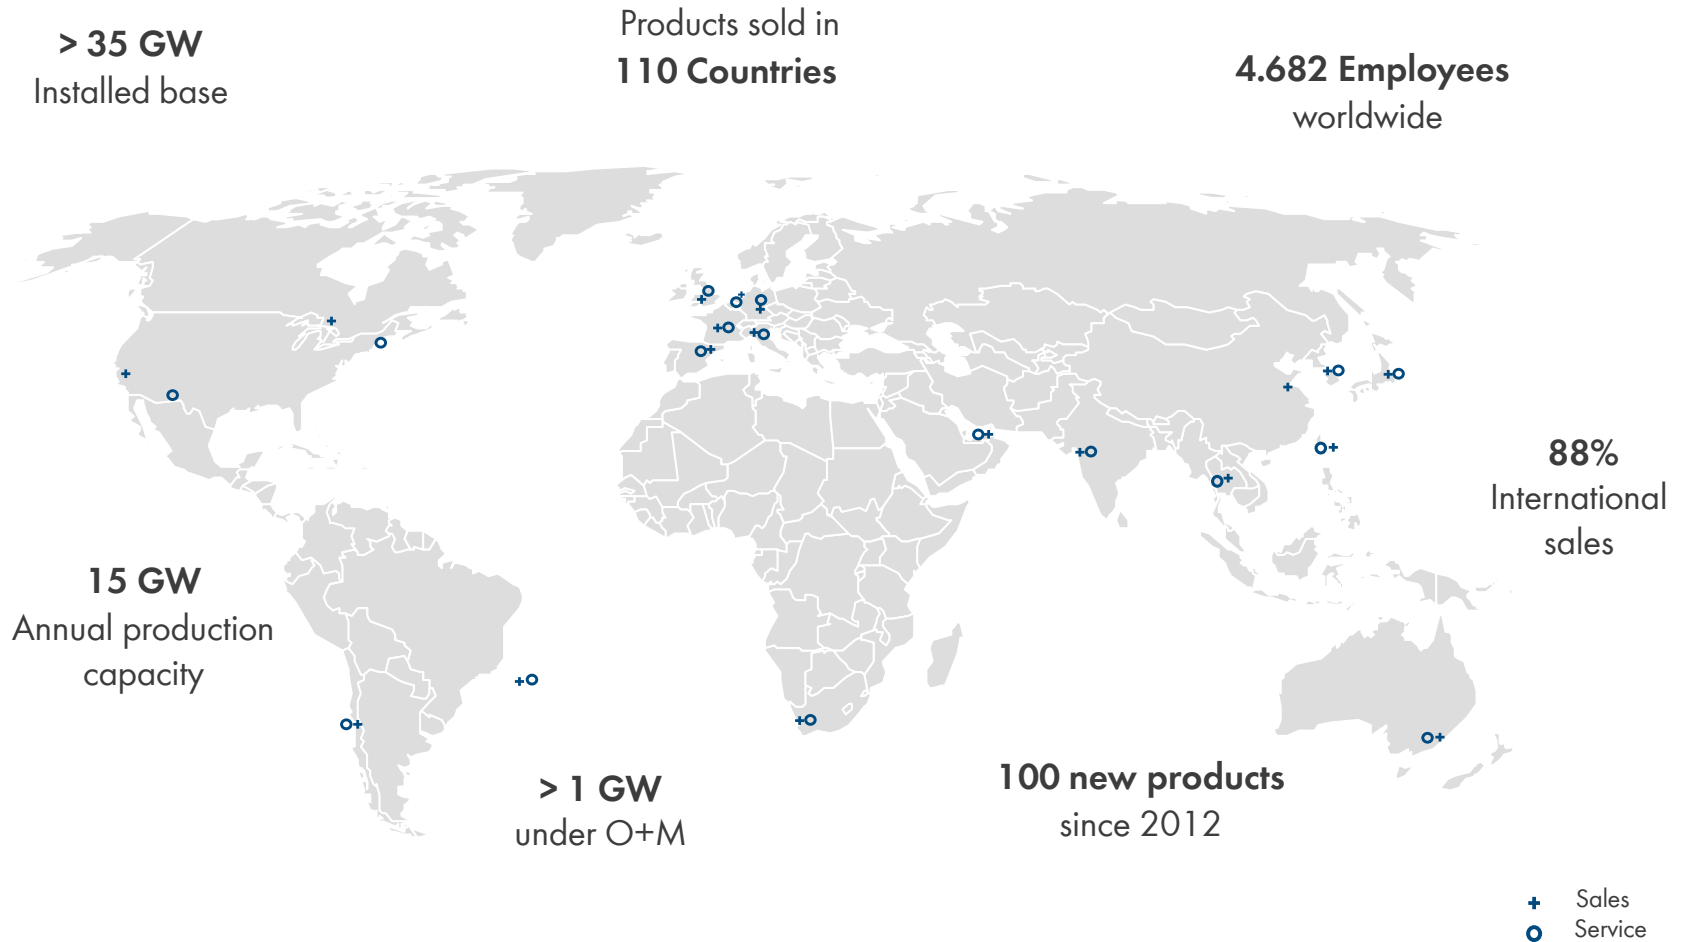 > 35 GW
Installed base
Products sold in
110 Countries
4.682 Employees
worldwide
88%
International
sales
15 GW
Annual production
capacity
> 1 GW
under O+M
100 new products
since 2012
Sales
Service